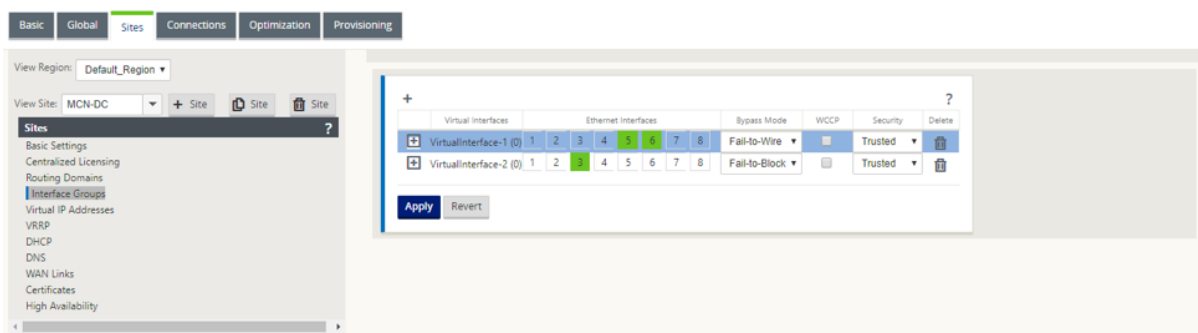 Basic Global Sites Connections Optimization Provisioning
View Region: Default_Region
View Site: MCN-DC + Site Site Site
Sites ?
Basic Settings
Centralized Licensing
Routing Domains
Interface Groups
Virtual IP Addresses
VRRP
DHCP
DNS
WAN Links
Certificates
High Availability
+ ?
Virtual Interfaces Ethernet Interfaces Bypass Mode WCCP Security Delete
VirtualInterface-1 (0) 1 2 3 4 5 6 7 8 Fail-to-Wire Trusted
VirtualInterface-2 (0) 1 2 3 4 5 6 7 8 Fail-to-Block Trusted
Apply Revert